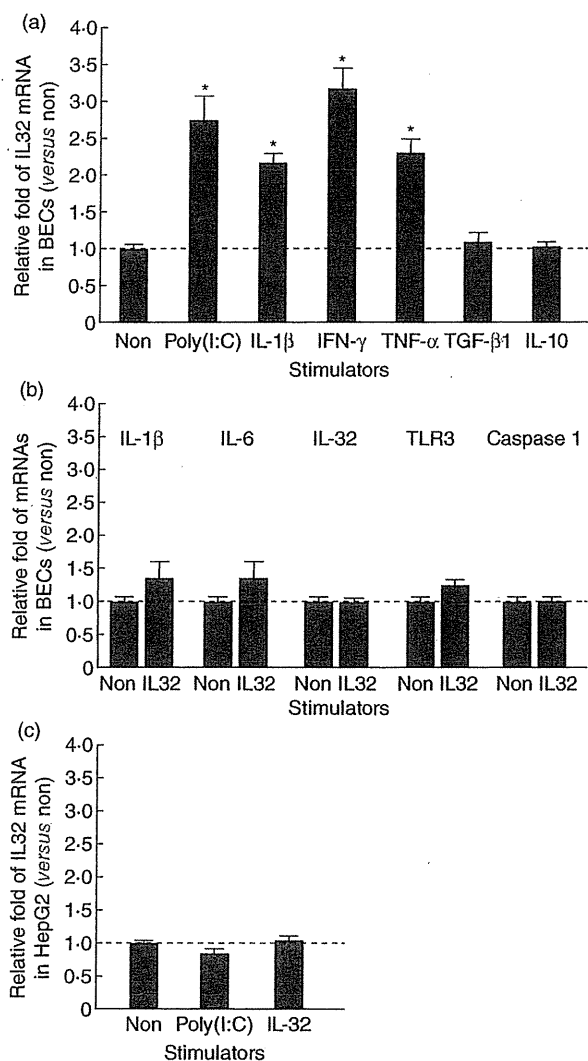 (a)
Relative fold of IL32 mRNA
in BECs (versus non)
4·0
3·5
3·0
2·5
2·0
1·5
1·0
0·5
0
*
*
*
*
Non Poly(I:C) IL-1β IFN-γ TNF-α TGF-β1 IL-10
Stimulators
(b)
Relative fold of mRNAs
in BECs (versus non)
4·0
3·5
3·0
2·5
2·0
1·5
1·0
0·5
0
IL-1β IL-6 IL-32 TLR3 Caspase 1
Non IL32 Non IL32 Non IL32 Non IL32 Non IL32
Stimulators
(c)
Relative fold of IL32 mRNA
in HepG2 (versus non)
4·0
3·5
3·0
2·5
2·0
1·5
1·0
0·5
0
Non Poly(I:C) IL-32
Stimulators